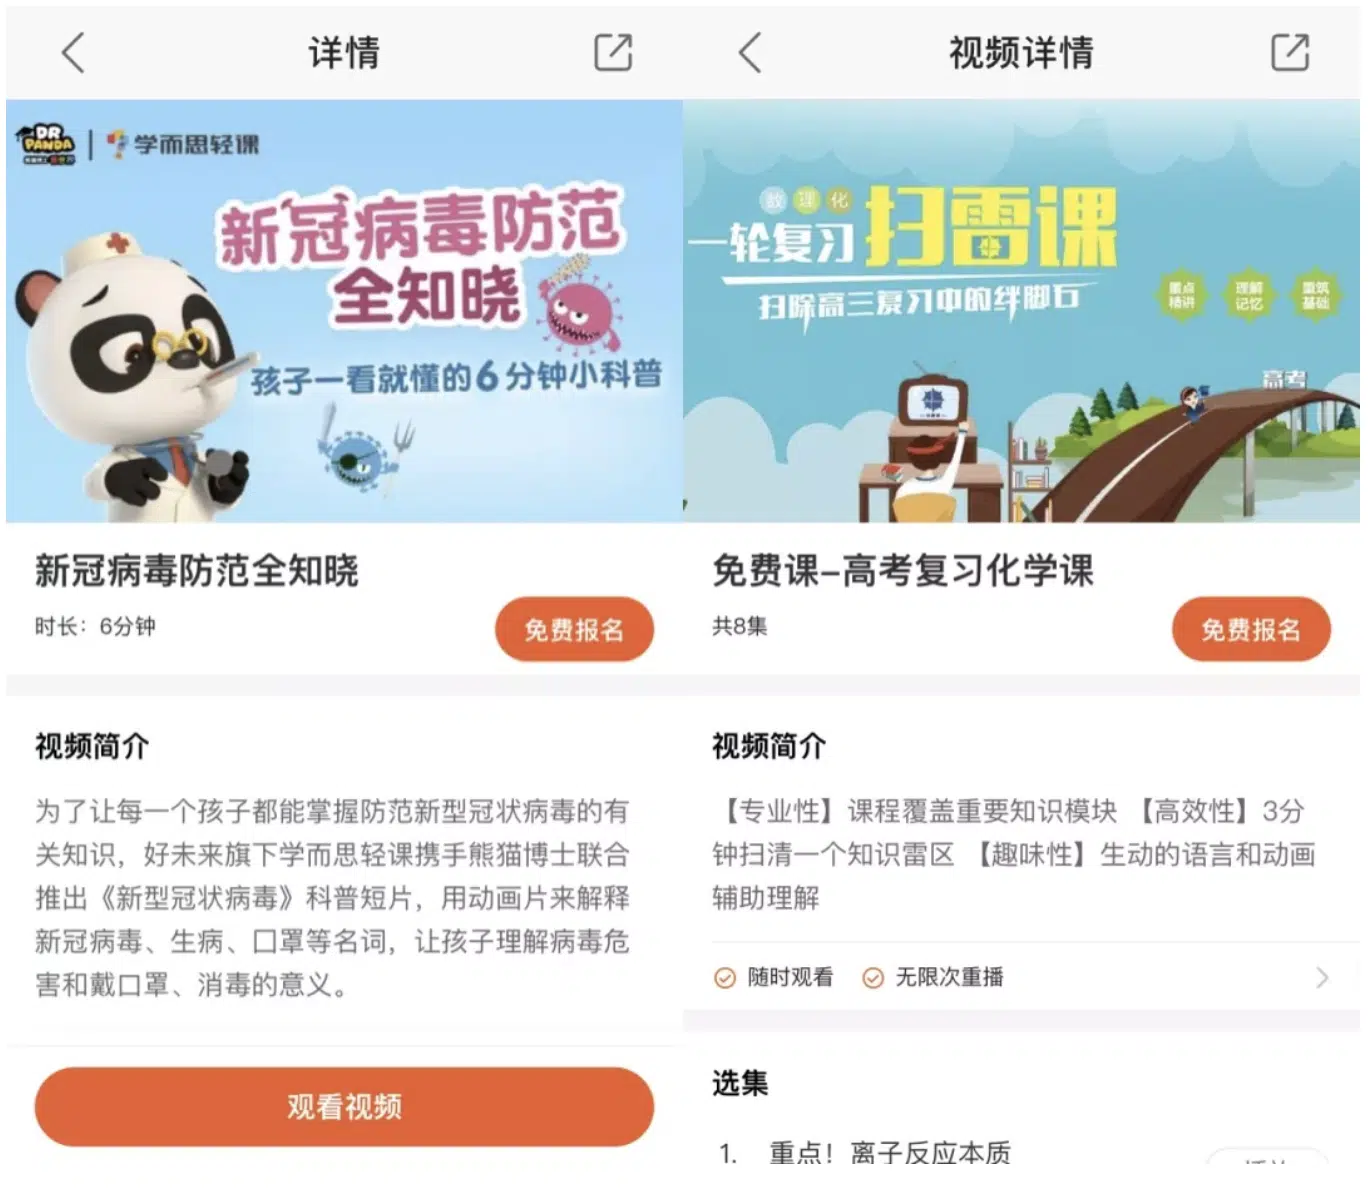 详情
DR
PANDA
学而思轻课
新冠病毒防范
全知晓
孩子一看就懂的6分钟小科普
新冠病毒防范全知晓
时长：6分钟
免费报名
视频简介
为了让每一个孩子都能掌握防范新型冠状病毒的有
关知识，好未来旗下学而思轻课携手熊猫博士联合
推出《新型冠状病毒》科普短片，用动画片来解释
新冠病毒、生病、口罩等名词，让孩子理解病毒危
害和戴口罩、消毒的意义。
观看视频
视频详情
数理化
一轮复习扫雷课
扫除高三复习中的绊脚石
重点
精讲
理解
记忆
重筑
基础
高考
免费课–高考复习化学课
共8集
免费报名
视频简介
【专业性】课程覆盖重要知识模块 【高效性】3分
钟扫清一个知识雷区 【趣味性】生动的语言和动画
辅助理解
随时观看 无限次重播
选集
1. 重点！离子反应本质